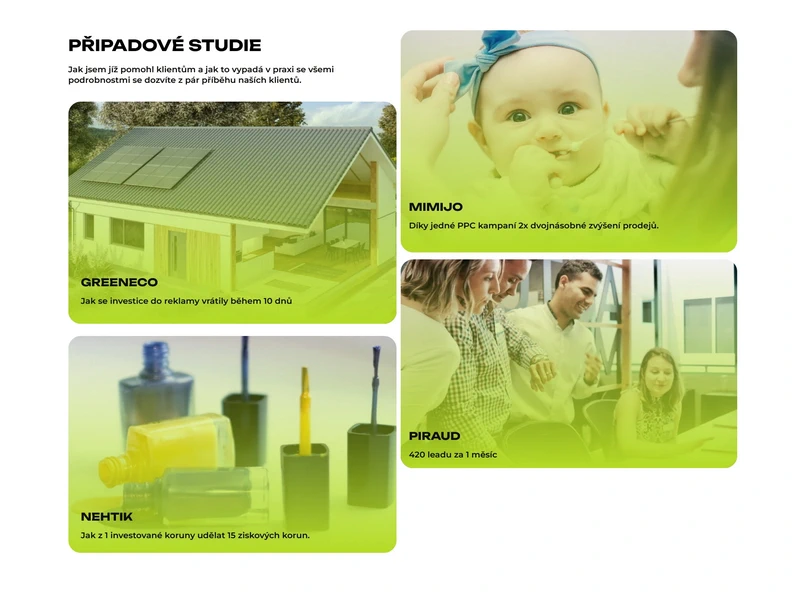 PŘIPADOVÉ STUDIE
Jak jsem jíž pomohl klientům a jak to vypadá v praxi se všemi
podrobnostmi se dozvíte z pár příběhu naších klientů.
GREENECO
Jak se investice do reklamy vrátily během 10 dnů
NEHTIK
Jak z 1 investované koruny udělat 15 ziskových korun.
MIMIJO
Díky jedné PPC kampaní 2x dvojnásobné zvýšení prodejů.
PIRAUD
420 leadu za 1 měsíc